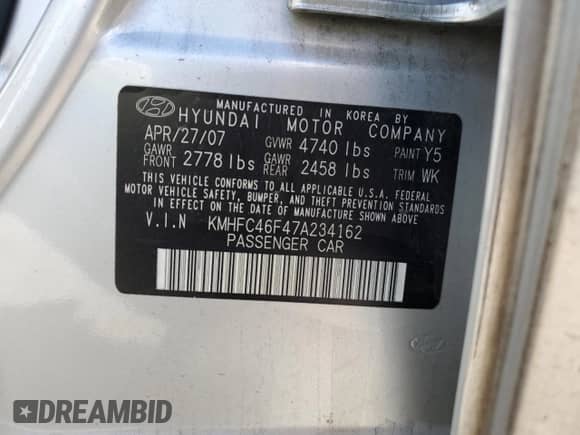 MANUFACTURED IN KOREA BY
HYUNDAI MOTOR COMPANY
APR/27/07 GVWR 4740 lbs PAINT Y5
GAWR FRONT 2778 lbs GAWR REAR 2458 lbs TRIM WK
THIS VEHICLE CONFORMS TO ALL APPLICABLE U.S.A. FEDERAL
MOTOR VEHICLE SAFETY, BUMPER, AND THEFT PREVENTION STANDARDS
IN EFFECT ON THE DATE OF MANUFACTURE SHOWN ABOVE.
V.I.N KMHFC46F47A234162
PASSENGER CAR
DREAMBID